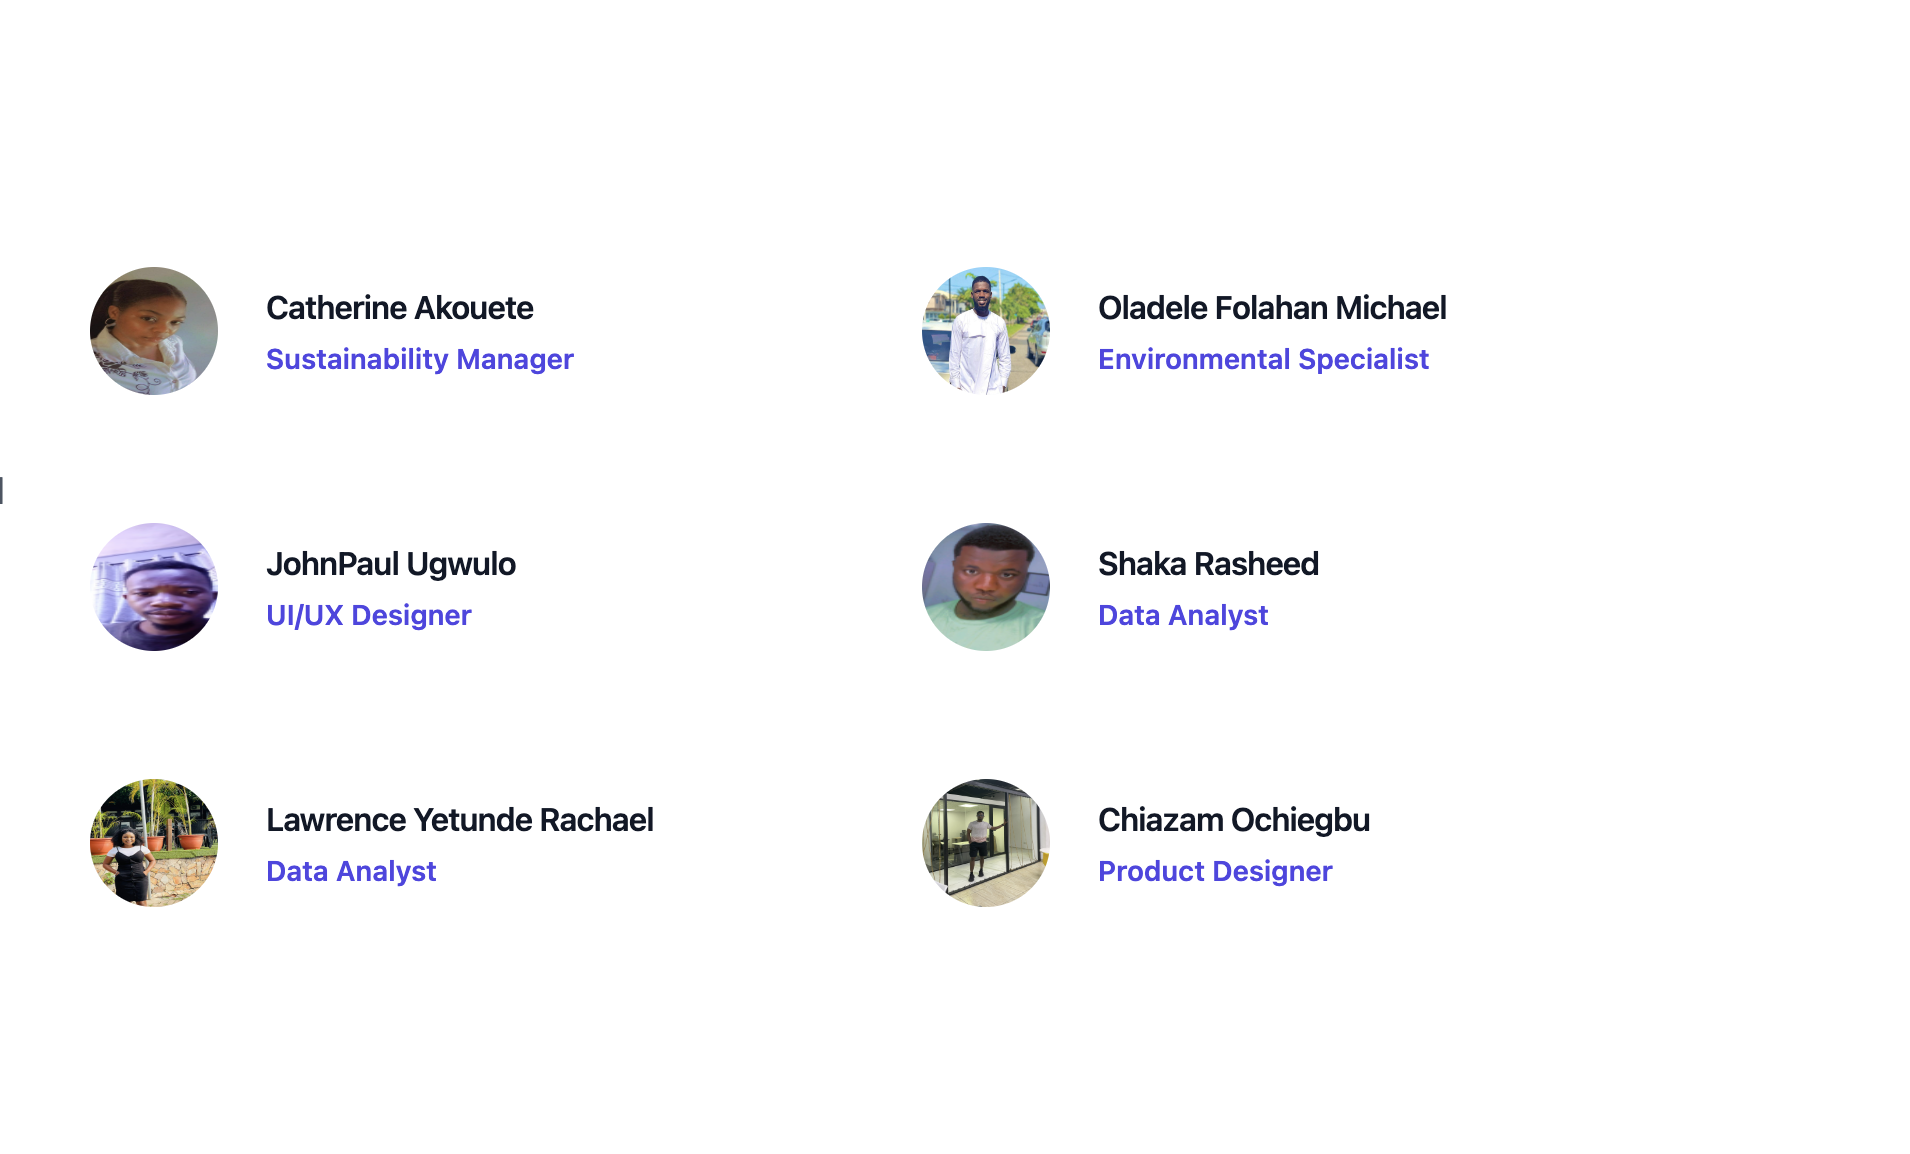 Catherine Akouete
Sustainability Manager
Oladele Folahan Michael
Environmental Specialist
JohnPaul Ugwulo
UI/UX Designer
Shaka Rasheed
Data Analyst
Lawrence Yetunde Rachael
Data Analyst
Chiazam Ochiegbu
Product Designer